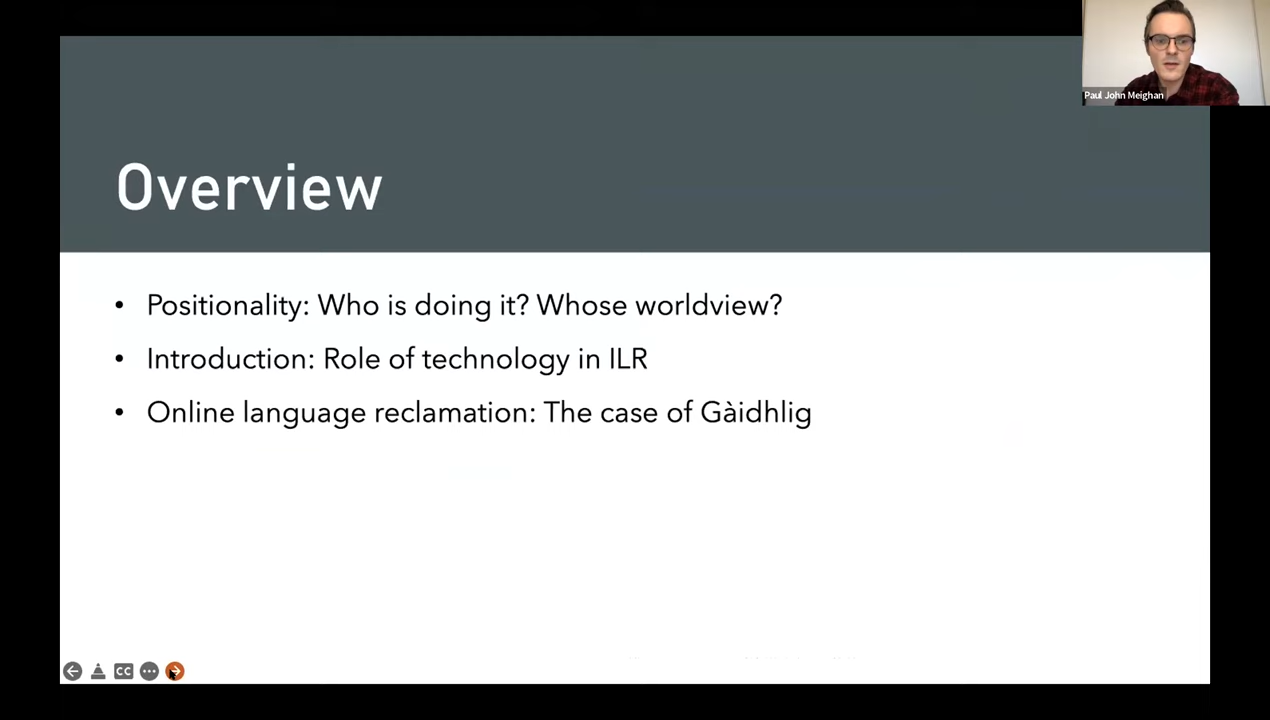 Paul John Meighan
Overview
• Positionality: Who is doing it? Whose worldview?
• Introduction: Role of technology in ILR
• Online language reclamation: The case of Gàidhlig
CC